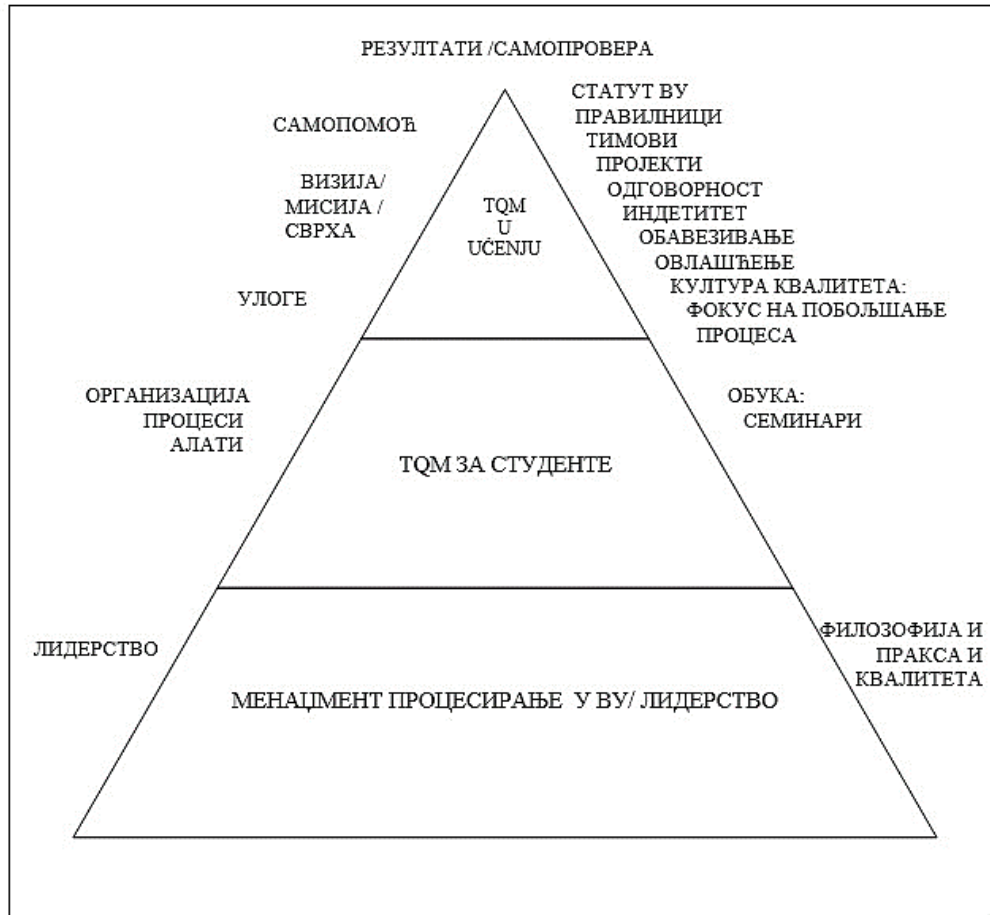 РЕЗУЛТАТИ /САМОПРОВЕРА
САМОПОМОЋ
ВИЗИЈА/
МИСИЈА /
СВРХА
УЛОГЕ
ОРГАНИЗАЦИЈА
ПРОЦЕСИ
АЛАТИ
ЛИДЕРСТВО
TQM
U
UČENJU
TQM ЗА СТУДЕНТЕ
МЕНАЏМЕНТ ПРОЦЕСИРАЊЕ У ВУ/ ЛИДЕРСТВО
СТАТУТ ВУ
ПРАВИЛНИЦИ
ТИМОВИ
ПРОЈЕКТИ
ОДГОВОРНОСТ
ИНДЕТИТЕТ
ОБАВЕЗИВАЊЕ
ОВЛАШЋЕЊЕ
КУЛТУРА КВАЛИТЕТА:
ФОКУС НА ПОБОЉШАЊЕ
ПРОЦЕСА
ОБУКА:
СЕМИНАРИ
ФИЛОЗОФИЈА И
ПРАКСА И
КВАЛИТЕТА